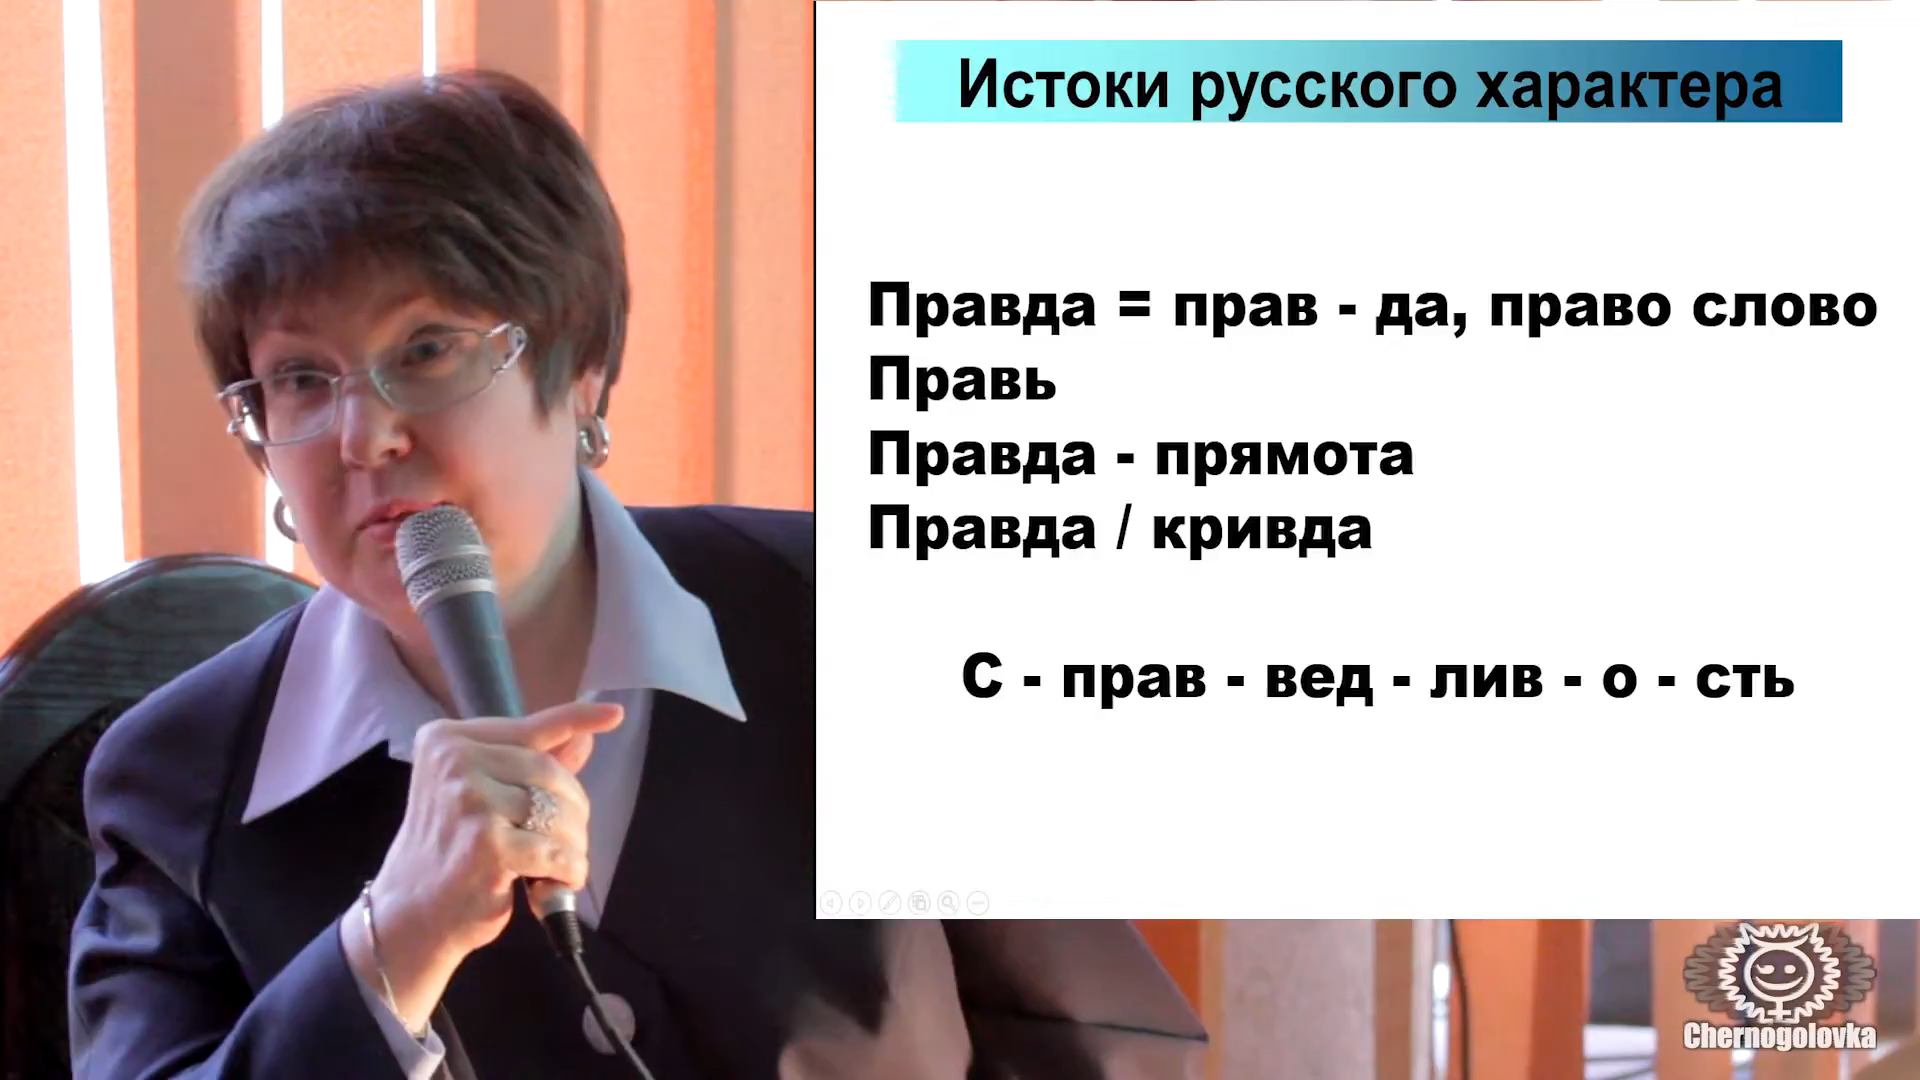 Истоки русского характера
Правда = прав - да, право слово
Правь
Правда - прямота
Правда / кривда
С - прав - вед - лив - о - сть
Chernogolovka